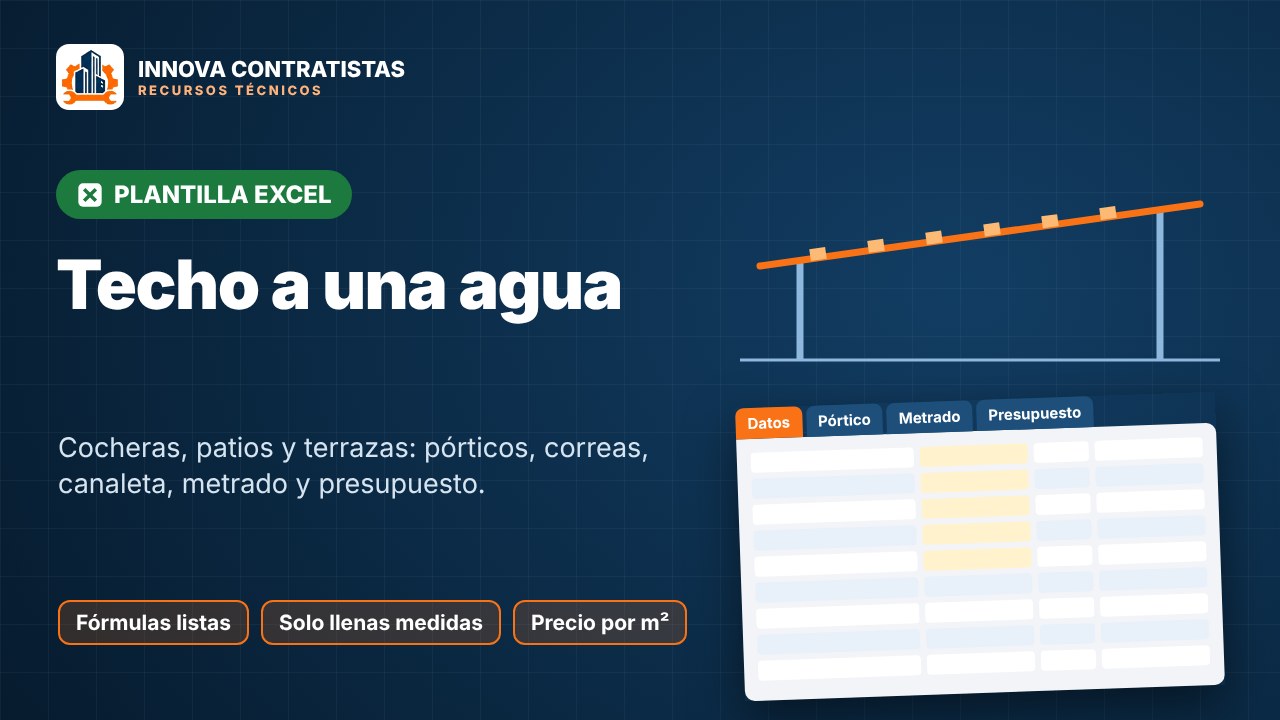 INNOVA CONTRATISTAS
RECURSOS TÉCNICOS
PLANTILLA EXCEL
Techo a una agua
Cocheras, patios y terrazas: pórticos, correas,
canaleta, metrado y presupuesto.
Fórmulas listas
Solo llenas medidas
Precio por m²
Datos
Pórtico
Metrado
Presupuesto